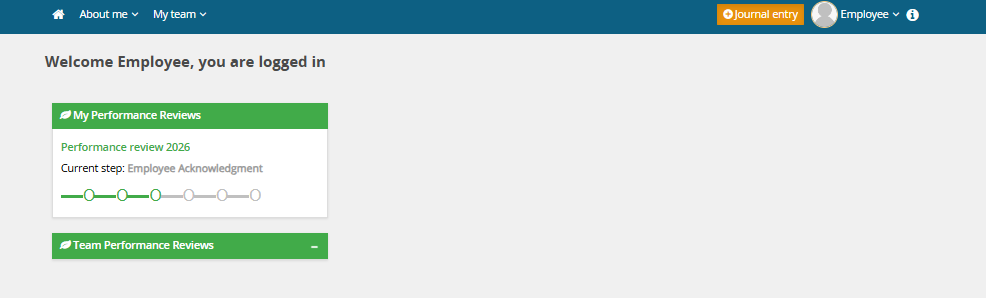 About me My team Journal entry Employee
Welcome Employee, you are logged in
My Performance Reviews
Performance review 2026
Current step: Employee Acknowledgment
Team Performance Reviews